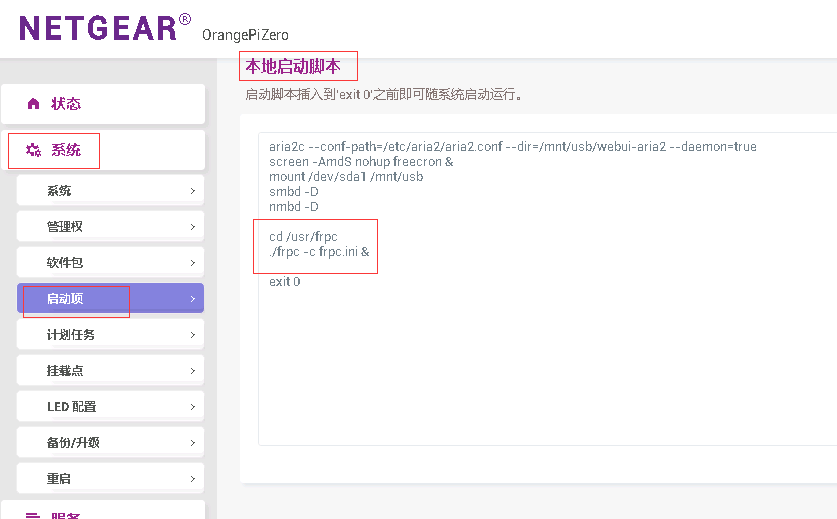 NETGEAR® OrangePiZero
状态
系统
系统
管理权
软件包
启动项
计划任务
挂载点
LED 配置
备份/升级
重启
服务
本地启动脚本
启动脚本插入到'exit 0'之前即可随系统启动运行。
aria2c --conf-path=/etc/aria2/aria2.conf --dir=/mnt/usb/webui-aria2 --daemon=true
screen -AmdS nohup freecron &
mount /dev/sda1 /mnt/usb
smbd -D
nmbd -D
cd /usr/frpc
./frpc -c frpc.ini &
exit 0